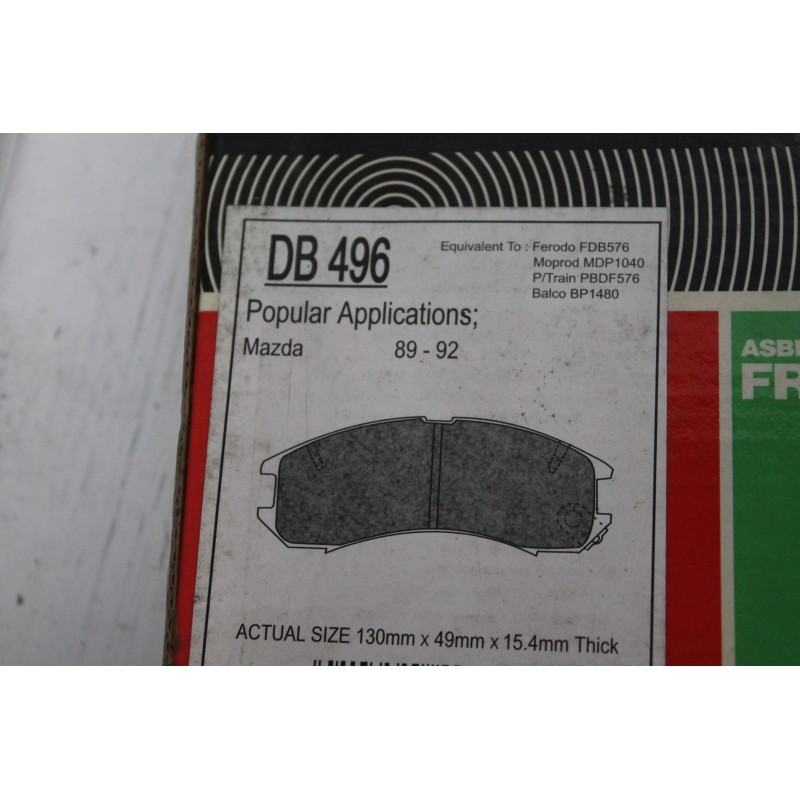 DB 496
Equivalent To : Ferodo FDB576
Moprod MDP1040
P/Train PBDF576
Balco BP1480
Popular Applications;
Mazda 89 - 92
ACTUAL SIZE 130mm x 49mm x 15.4mm Thick